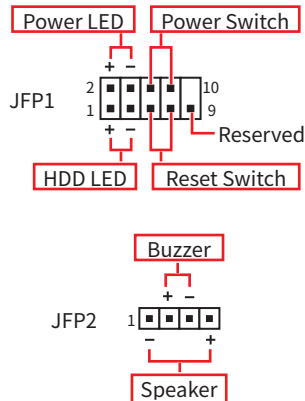 Power LED Power Switch
+ −
2 10
JFP1
1 9
+ − Reserved
HDD LED Reset Switch
Buzzer
+ −
JFP2 1
− +
Speaker